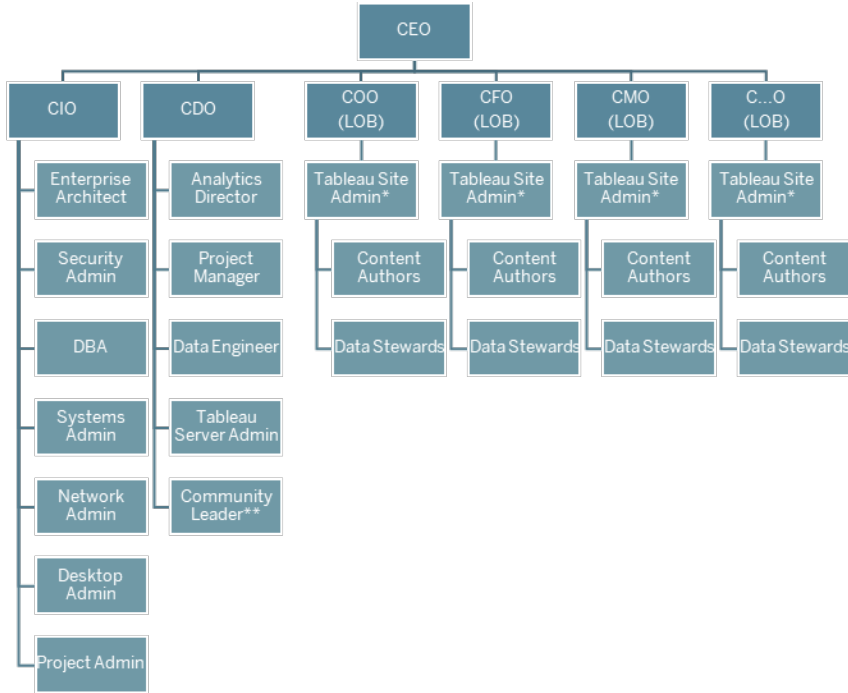 CEO
CIO
CDO
COO
(LOB)
CFO
(LOB)
CMO
(LOB)
C...O
(LOB)
Enterprise
Architect
Analytics
Director
Tableau Site
Admin*
Tableau Site
Admin*
Tableau Site
Admin*
Tableau Site
Admin*
Security
Admin
Project
Manager
Content
Authors
Content
Authors
Content
Authors
Content
Authors
DBA
Data Engineer
Data Stewards
Data Stewards
Data Stewards
Data Stewards
Systems
Admin
Tableau
Server Admin
Network
Admin
Community
Leader**
Desktop
Admin
Project Admin